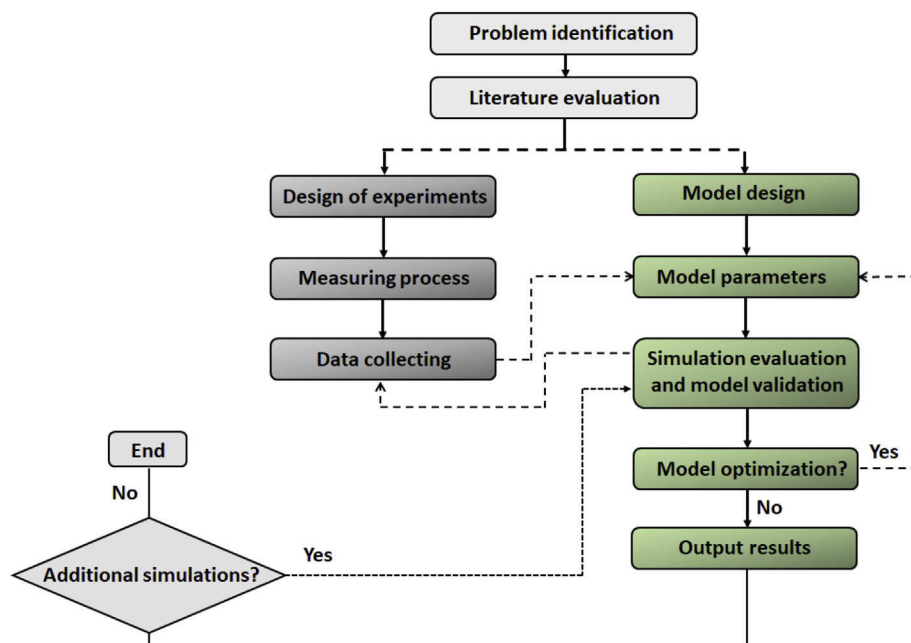 Problem identification
Literature evaluation
Design of experiments
Model design
Measuring process
Model parameters
Data collecting
Simulation evaluation
and model validation
End
Model optimization?
Yes
No
No
Output results
Yes
Additional simulations?